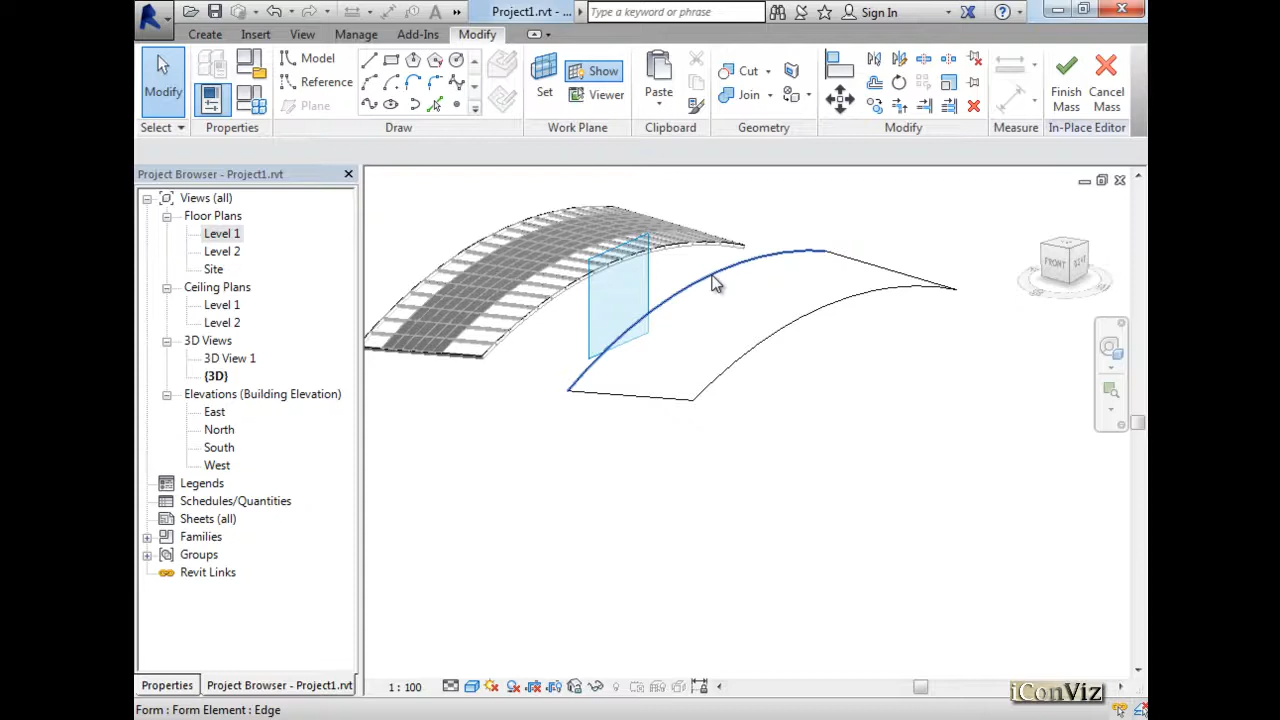 Project1.rvt - ...
Type a keyword or phrase
Sign In
Create
Insert
View
Manage
Add-Ins
Modify
Modify
Model
Reference
Plane
Set
Show
Viewer
Paste
Cut
Join
Finish Mass
Cancel Mass
Select
Properties
Draw
Work Plane
Clipboard
Geometry
Modify
Measure
In-Place Editor
Project Browser - Project1.rvt
Views (all)
Floor Plans
Level 1
Level 2
Site
Ceiling Plans
Level 1
Level 2
3D Views
3D View 1
{3D}
Elevations (Building Elevation)
East
North
South
West
Legends
Schedules/Quantities
Sheets (all)
Families
Groups
Revit Links
FRONT
Properties
Project Browser - Project1.rvt
1 : 100
iConViz
Form : Form Element : Edge